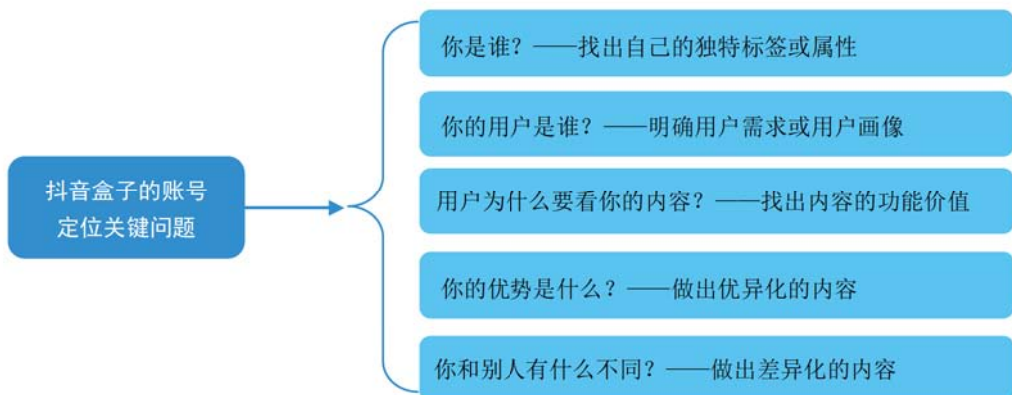 抖音盒子的账号
定位关键问题
你是谁？——找出自己的独特标签或属性
你的用户是谁？——明确用户需求或用户画像
用户为什么要看你的内容？——找出内容的功能价值
你的优势是什么？——做出优异化的内容
你和别人有什么不同？——做出差异化的内容